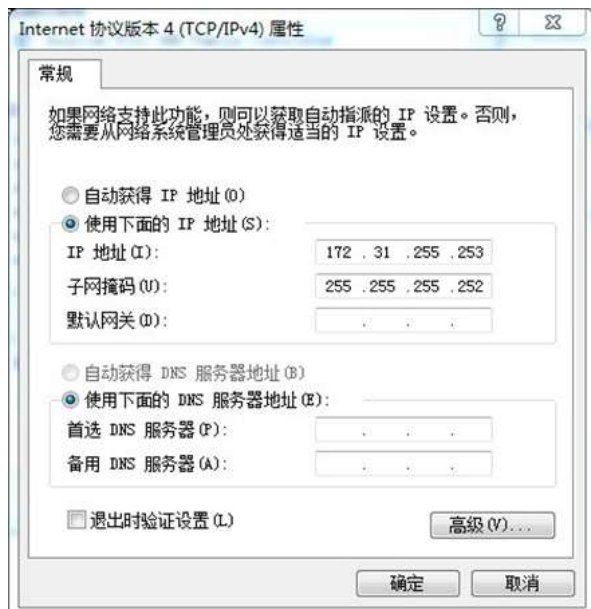 Internet 协议版本 4 (TCP/IPv4) 属性
常规
如果网络支持此功能，则可以获取自动指派的 IP 设置。否则，
您需要从网络系统管理员处获得适当的 IP 设置。
自动获得 IP 地址(O)
使用下面的 IP 地址(S):
IP 地址(I): 172 . 31 . 255 . 253
子网掩码(U): 255 . 255 . 255 . 252
默认网关(D): . . .
自动获得 DNS 服务器地址(B)
使用下面的 DNS 服务器地址(E):
首选 DNS 服务器(P): . . .
备用 DNS 服务器(A): . . .
退出时验证设置(L)
高级(V)...
确定 取消